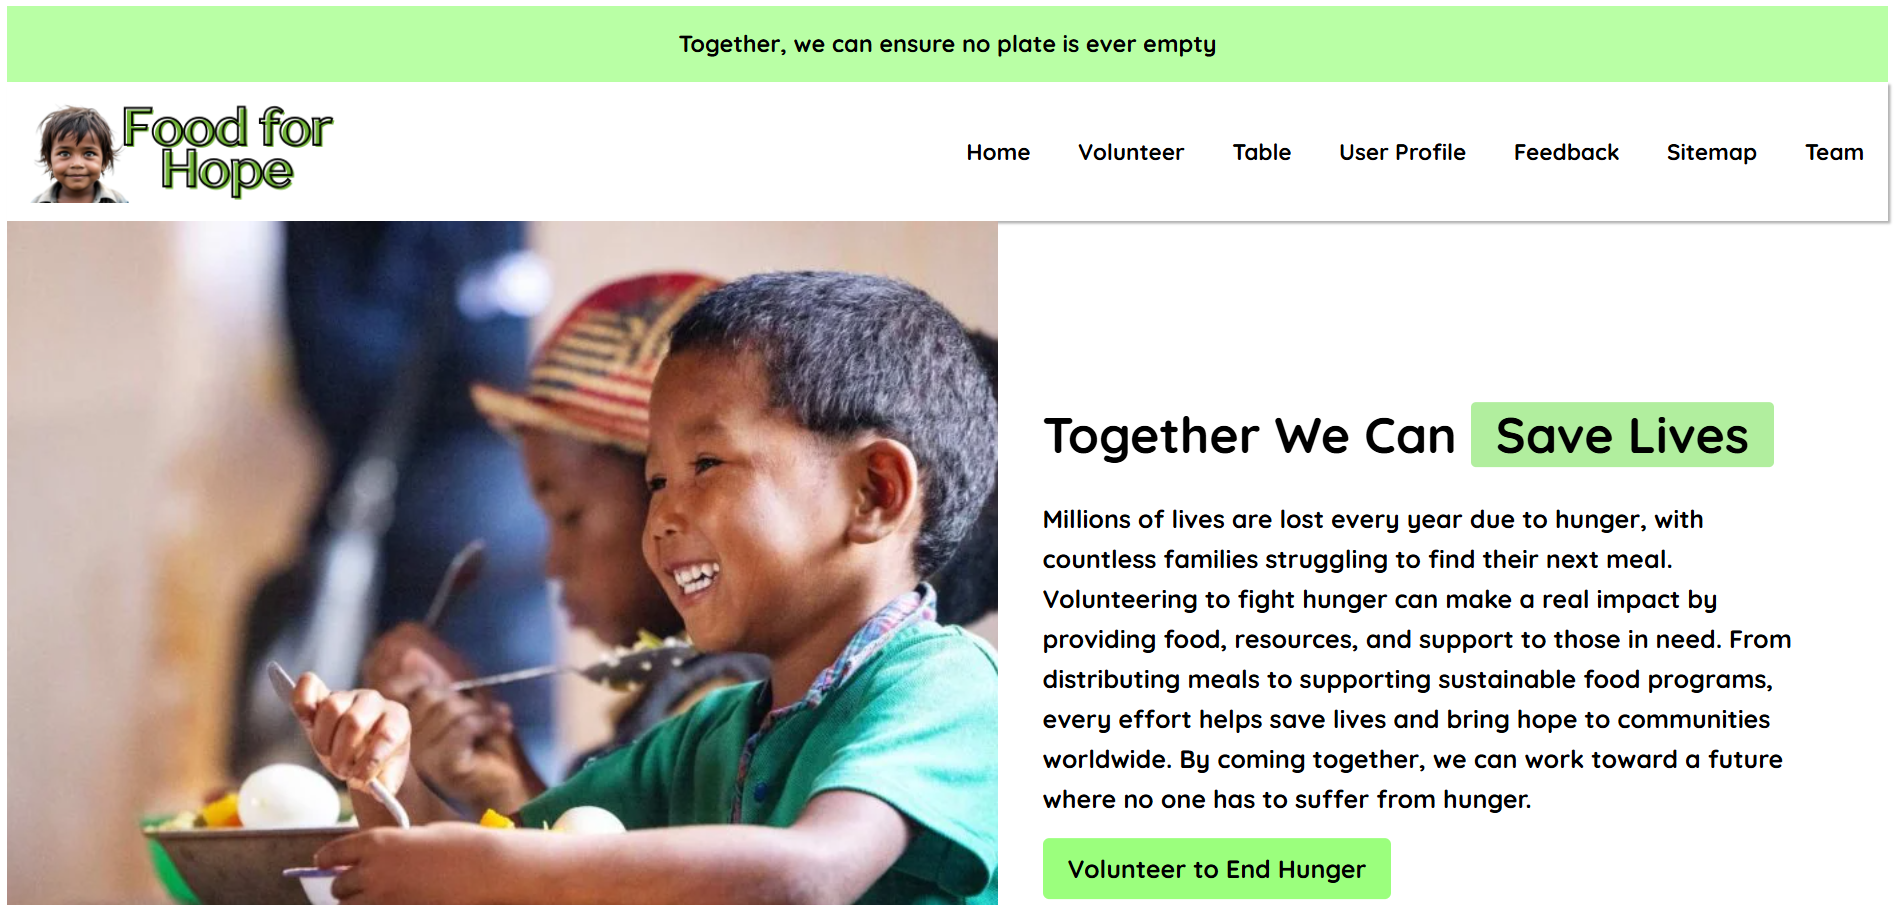 Together, we can ensure no plate is ever empty
Food for
Hope
Home Volunteer Table User Profile Feedback Sitemap Team
Together We Can Save Lives
Millions of lives are lost every year due to hunger, with
countless families struggling to find their next meal.
Volunteering to fight hunger can make a real impact by
providing food, resources, and support to those in need. From
distributing meals to supporting sustainable food programs,
every effort helps save lives and bring hope to communities
worldwide. By coming together, we can work toward a future
where no one has to suffer from hunger.
Volunteer to End Hunger